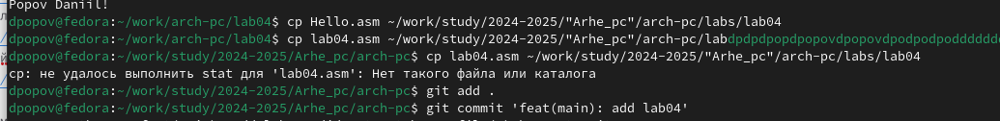 Popov Daniil!
dpopov@fedora:~/work/arch-pc/lab04$ cp Hello.asm ~/work/study/2024-2025/"Arhe_pc"/arch-pc/labs/lab04
dpopov@fedora:~/work/arch-pc/lab04$ cp lab04.asm ~/work/study/2024-2025/"Arhe_pc"/arch-pc/lab
dpopov@fedora:~/work/study/2024-2025/Arhe_pc/arch-pc$ cp lab04.asm ~/work/study/2024-2025/"Arhe_pc"/arch-pc/labs/lab04
cp: не удалось выполнить stat для 'lab04.asm': Нет такого файла или каталога
dpopov@fedora:~/work/study/2024-2025/Arhe_pc/arch-pc$ git add .
dpopov@fedora:~/work/study/2024-2025/Arhe_pc/arch-pc$ git commit 'feat(main): add lab04'